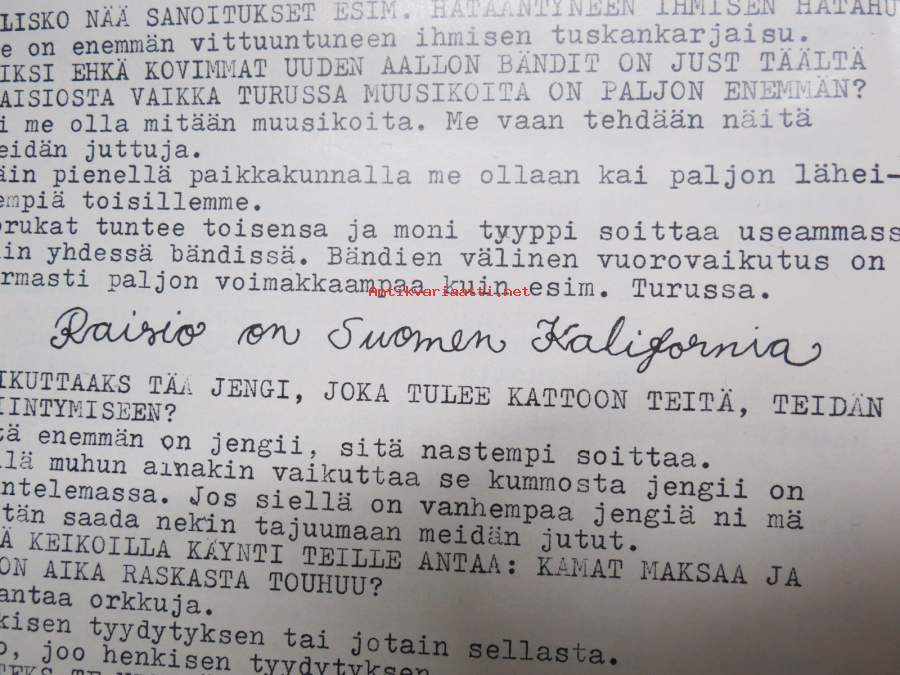 LISKO NÄÄ SANOITUKSET ESIM. HÄTÄÄNTYNEEN IHMISEN HÄTÄHU
e on enemmän vittuuntuneen ihmisen tuskankarjaisu.
IKSI EHKÄ KOVIMMAT UUDEN AALLON BÄNDIT ON JUST TÄÄLTÄ
AISIOSTA VAIKKA TURUSSA MUUSIKOITA ON PALJON ENEMMÄN?
i me olla mitään muusikoita. Me vaan tehdään näitä
eidän juttuja.
äin pienellä paikkakunnalla me ollaan kai paljon lähei-
empiä toisillemme.
orukat tuntee toisensa ja moni tyyppi soittaa useammass
in yhdessä bändissä. Bändien välinen vuorovaikutus on
rmasti paljon voimakkaampaa kuin esim. Turussa.
Antikvariaatti.net
Raisio on Suomen Kalifornia
IKUTTAAKS TÄÄ JENGI, JOKA TULEE KATTOON TEITÄ, TEIDÄN
IINTYMISEEN?
tä enemmän on jengii, sitä nastempi soittaa.
llä muhun ainakin vaikuttaa se kummosta jengii on
ntelemassa. Jos siellä on vanhempaa jengiä ni mä
tän saada nekin tajuumaan meidän jutut.
Ä KEIKOILLA KÄYNTI TEILLE ANTAA: KAMAT MAKSAA JA
ON AIKA RASKASTA TOUHUU?
antaa orkkuja.
kisen tyydytyksen tai jotain sellasta.
o, joo henkisen tyydytyksen